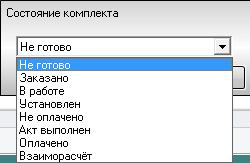 Состояние комплекта
Не готово
Не готово
Заказано
В работе
Установлен
Не оплачено
Акт выполнен
Оплачено
Взаиморасчёт